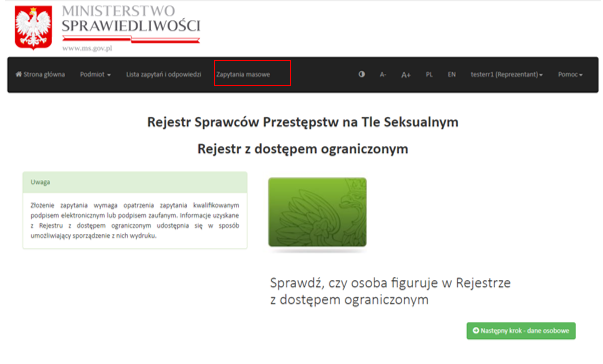 MINISTERSTWO
SPRAWIEDLIWOŚCI
www.ms.gov.pl
Strona główna Podmiot Lista zapytań i odpowiedzi Zapytania masowe A- A+ PL EN testerr1 (Reprezentant) Pomoc
Rejestr Sprawców Przestępstw na Tle Seksualnym
Rejestr z dostępem ograniczonym
Uwaga
Złożenie zapytania wymaga opatrzenia zapytania kwalifikowanym
podpisem elektronicznym lub podpisem zaufanym. Informacje uzyskane
z Rejestru z dostępem ograniczonym udostępnia się w sposób
umożliwiający sporządzenie z nich wydruku.
Sprawdź, czy osoba figuruje w Rejestrze
z dostępem ograniczonym
Następny krok - dane osobowe